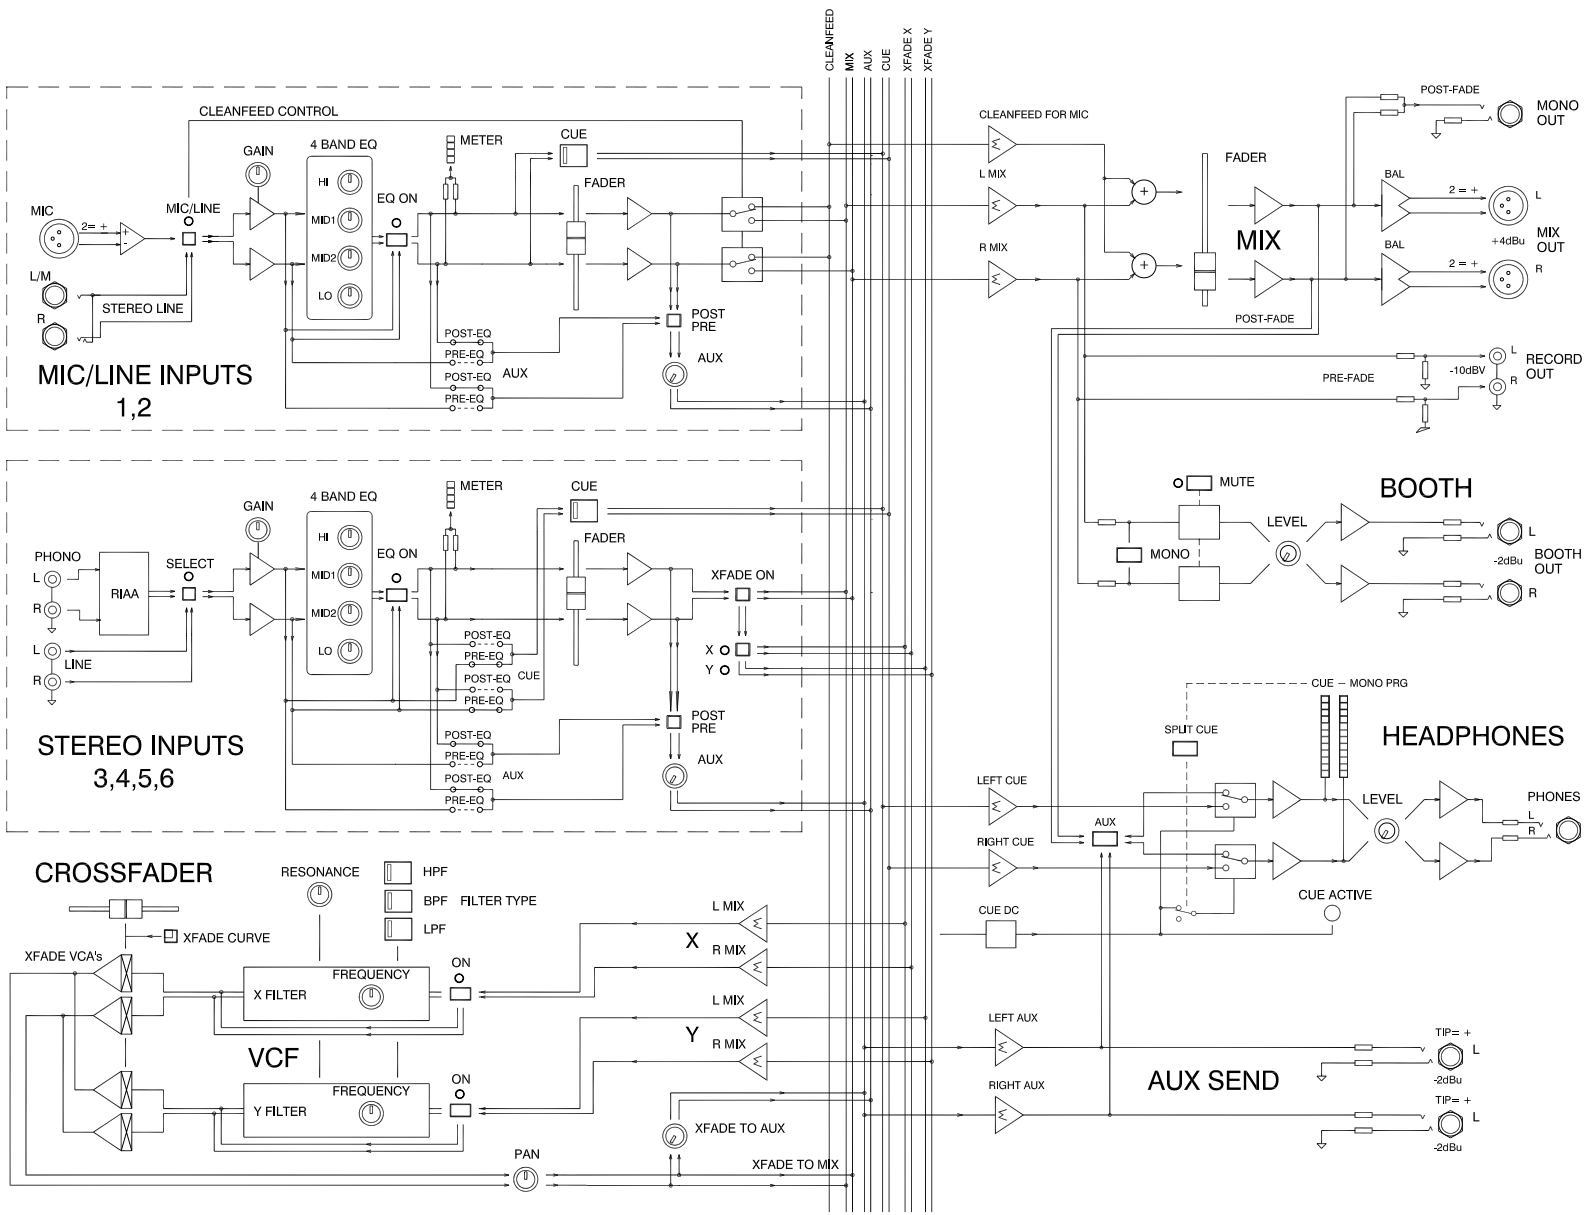 CLEANFEED
MIX
AUX
CUE
XFADE X
XFADE Y
CLEANFEED CONTROL
GAIN
4 BAND EQ
HI
MID1
MID2
LO
METER
CUE
FADER
EQ ON
MIC
2= +
+
-
MIC/LINE
L/M
R
STEREO LINE
MIC/LINE INPUTS
1,2
POST-EQ
PRE-EQ
AUX
POST-EQ
PRE-EQ
POST
PRE
AUX
GAIN
4 BAND EQ
HI
MID1
MID2
LO
METER
CUE
FADER
EQ ON
PHONO
L
R
RIAA
SELECT
L
LINE
R
XFADE ON
X
Y
POST-EQ
PRE-EQ
CUE
POST-EQ
PRE-EQ
STEREO INPUTS
3,4,5,6
POST-EQ
PRE-EQ
AUX
POST-EQ
PRE-EQ
POST
PRE
AUX
CROSSFADER
RESONANCE
HPF
BPF
FILTER TYPE
LPF
XFADE CURVE
XFADE VCA's
FREQUENCY
X FILTER
ON
L MIX
Σ
X
R MIX
Σ
VCF
L MIX
Σ
Y
R MIX
Σ
FREQUENCY
Y FILTER
ON
XFADE TO AUX
PAN
XFADE TO MIX
CLEANFEED FOR MIC
Σ
L MIX
Σ
R MIX
Σ
+
+
FADER
MIX
POST-FADE
MONO
OUT
BAL
2 = +
L
MIX
OUT
+4dBu
BAL
2 = +
R
POST-FADE
PRE-FADE
-10dBV
L
R
RECORD
OUT
MUTE
BOOTH
MONO
LEVEL
L
-2dBu
BOOTH
OUT
R
CUE – MONO PRG
SPLIT CUE
HEADPHONES
LEFT CUE
Σ
AUX
RIGHT CUE
Σ
LEVEL
PHONES
L
R
CUE DC
CUE ACTIVE
LEFT AUX
Σ
RIGHT AUX
Σ
AUX SEND
TIP= +
L
-2dBu
TIP= +
L
-2dBu